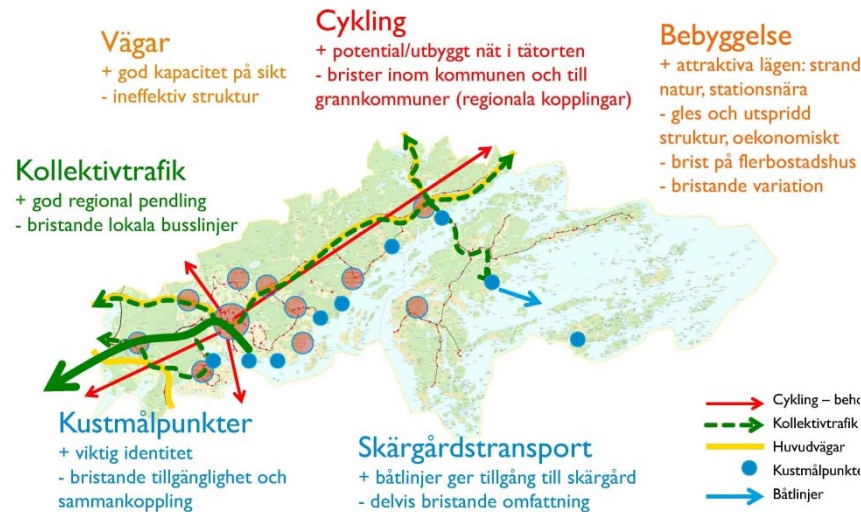 Vägar
+ god kapacitet på sikt
- ineffektiv struktur
Cykling
+ potential/utbyggt nät i tätorten
- brister inom kommunen och till
grannkommuner (regionala kopplingar)
Bebyggelse
+ attraktiva lägen: strand
natur, stationsnära
- gles och utspridd
struktur, oekonomiskt
- brist på flerbostadshus
- bristande variation
Kollektivtrafik
+ god regional pendling
- bristande lokala busslinjer
Kustmålpunkter
+ viktig identitet
- bristande tillgänglighet och
sammankoppling
Skärgårdstransport
+ båtlinjer ger tillgång till skärgård
- delvis bristande omfattning
Cykling – beho
Kollektivtrafik
Huvudvägar
Kustmålpunkte
Båtlinjer